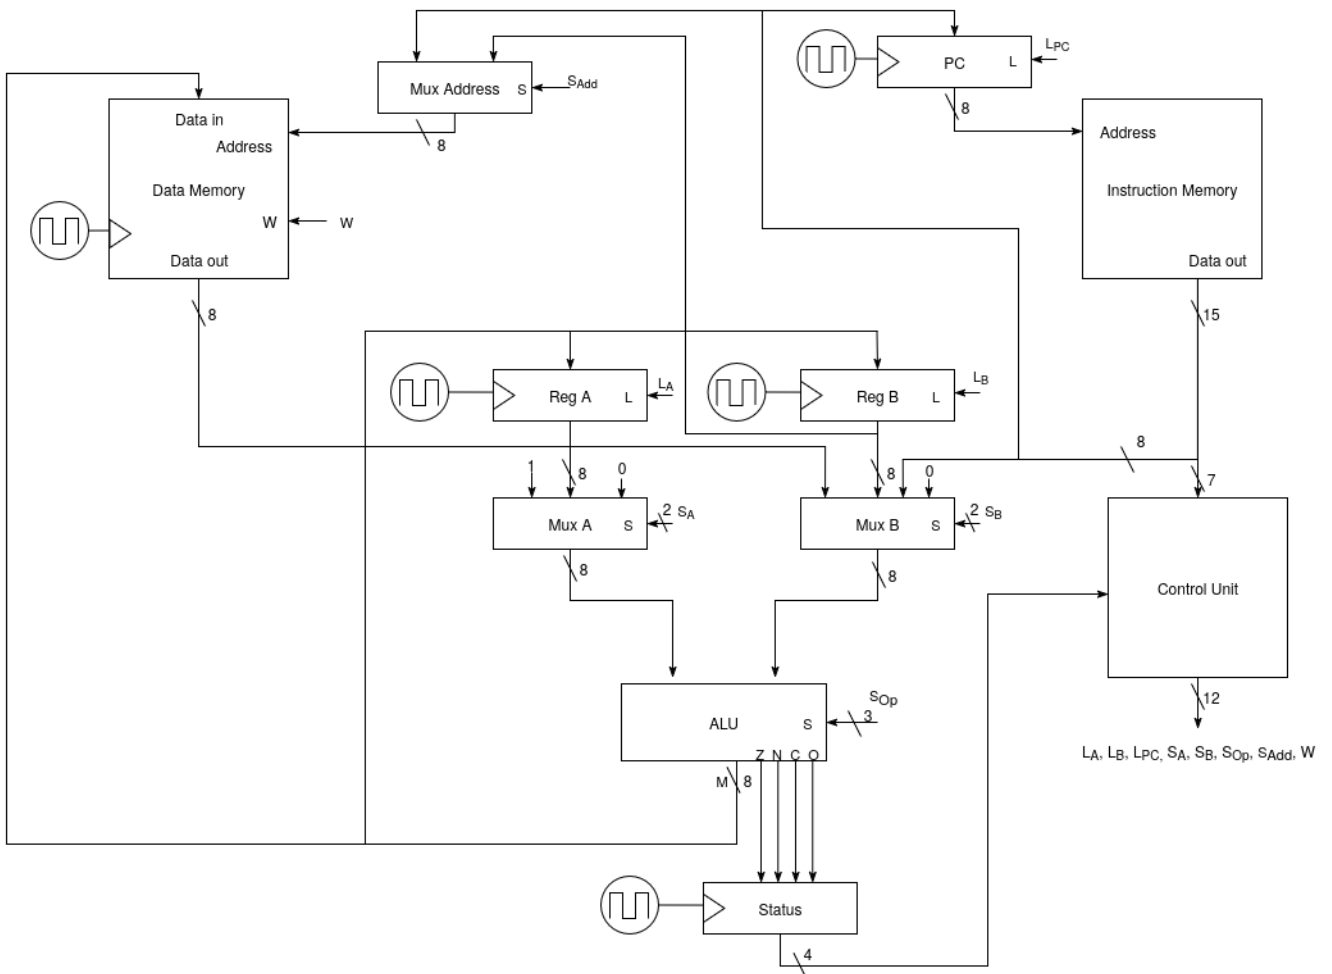 PC
L
LPC
Mux Address
S
SAdd
8
8
Data in
Address
Data Memory
W
W
Data out
8
Address
Instruction Memory
Data out
15
Reg A
L
LA
Reg B
L
LB
8
1
8
0
8
0
7
Mux A
S
2 SA
Mux B
S
2 SB
8
8
Control Unit
12
LA, LB, LPC, SA, SB, SOp, SAdd, W
ALU
S
SOp
3
Z N C O
M
8
Status
4